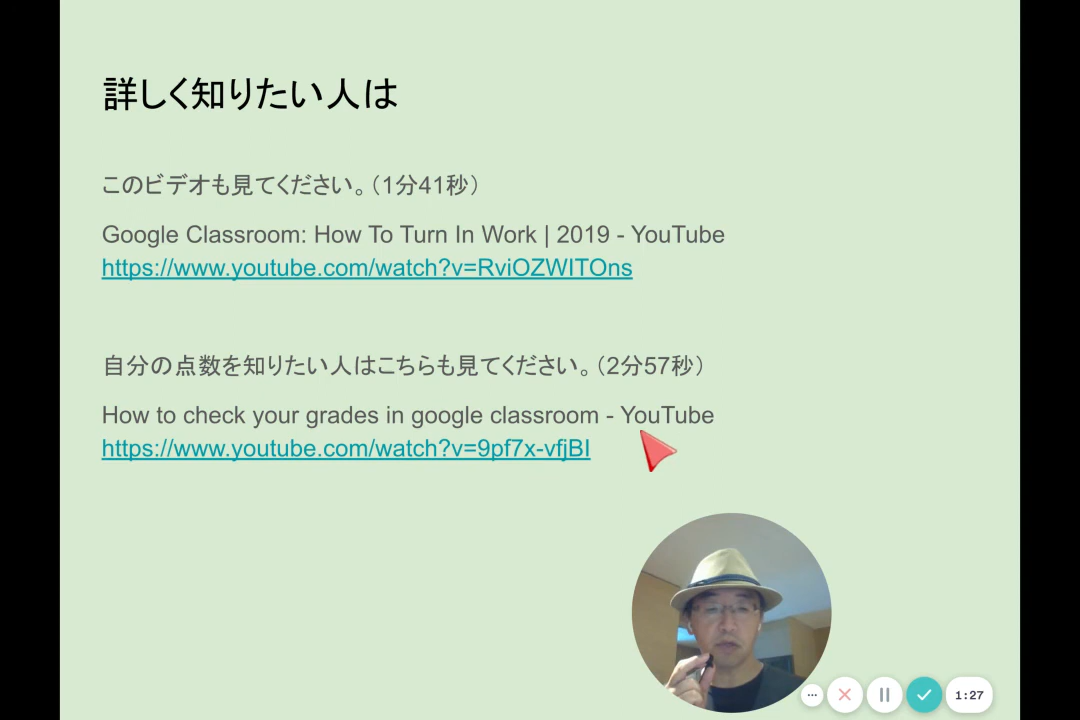 詳しく知りたい人は
このビデオも見てください。（1分41秒）
Google Classroom: How To Turn In Work | 2019 - YouTube
https://www.youtube.com/watch?v=RviOZWITOns
自分の点数を知りたい人はこちらも見てください。（2分57秒）
How to check your grades in google classroom - YouTube
https://www.youtube.com/watch?v=9pf7x-vfjBI
1:27